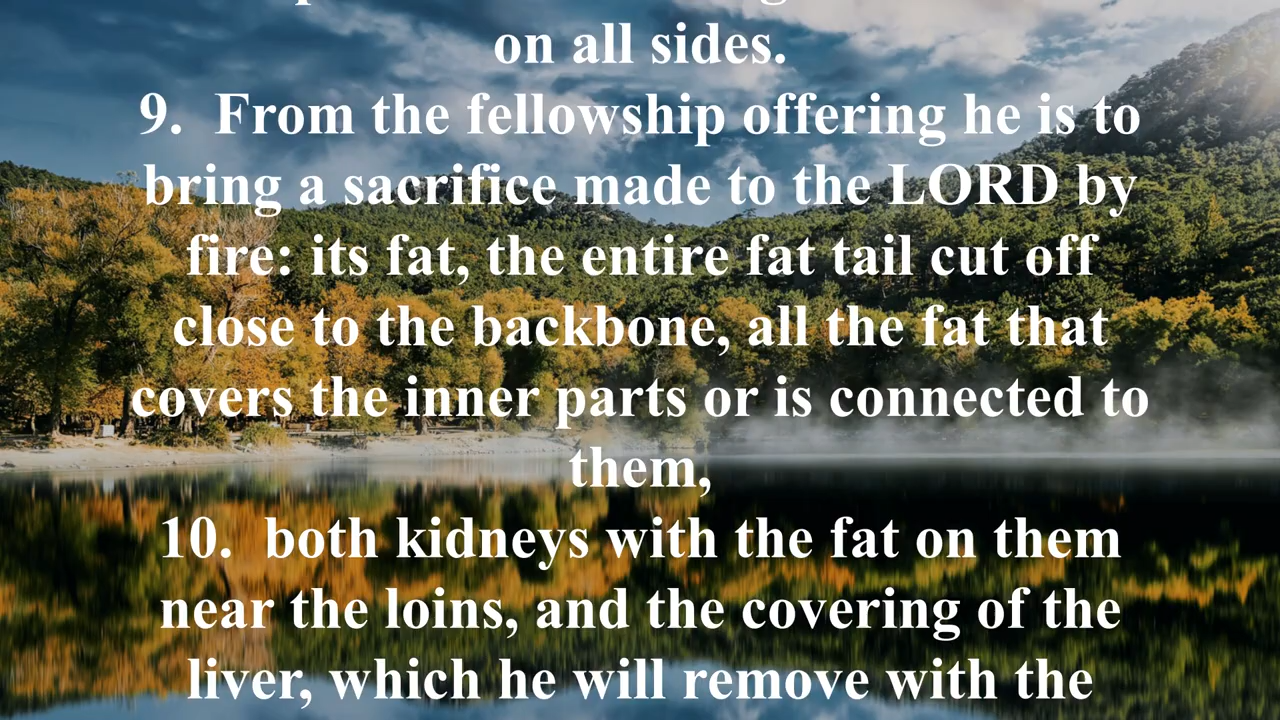 on all sides.
9. From the fellowship offering he is to
bring a sacrifice made to the LORD by
fire: its fat, the entire fat tail cut off
close to the backbone, all the fat that
covers the inner parts or is connected to
them,
10. both kidneys with the fat on them
near the loins, and the covering of the
liver, which he will remove with the